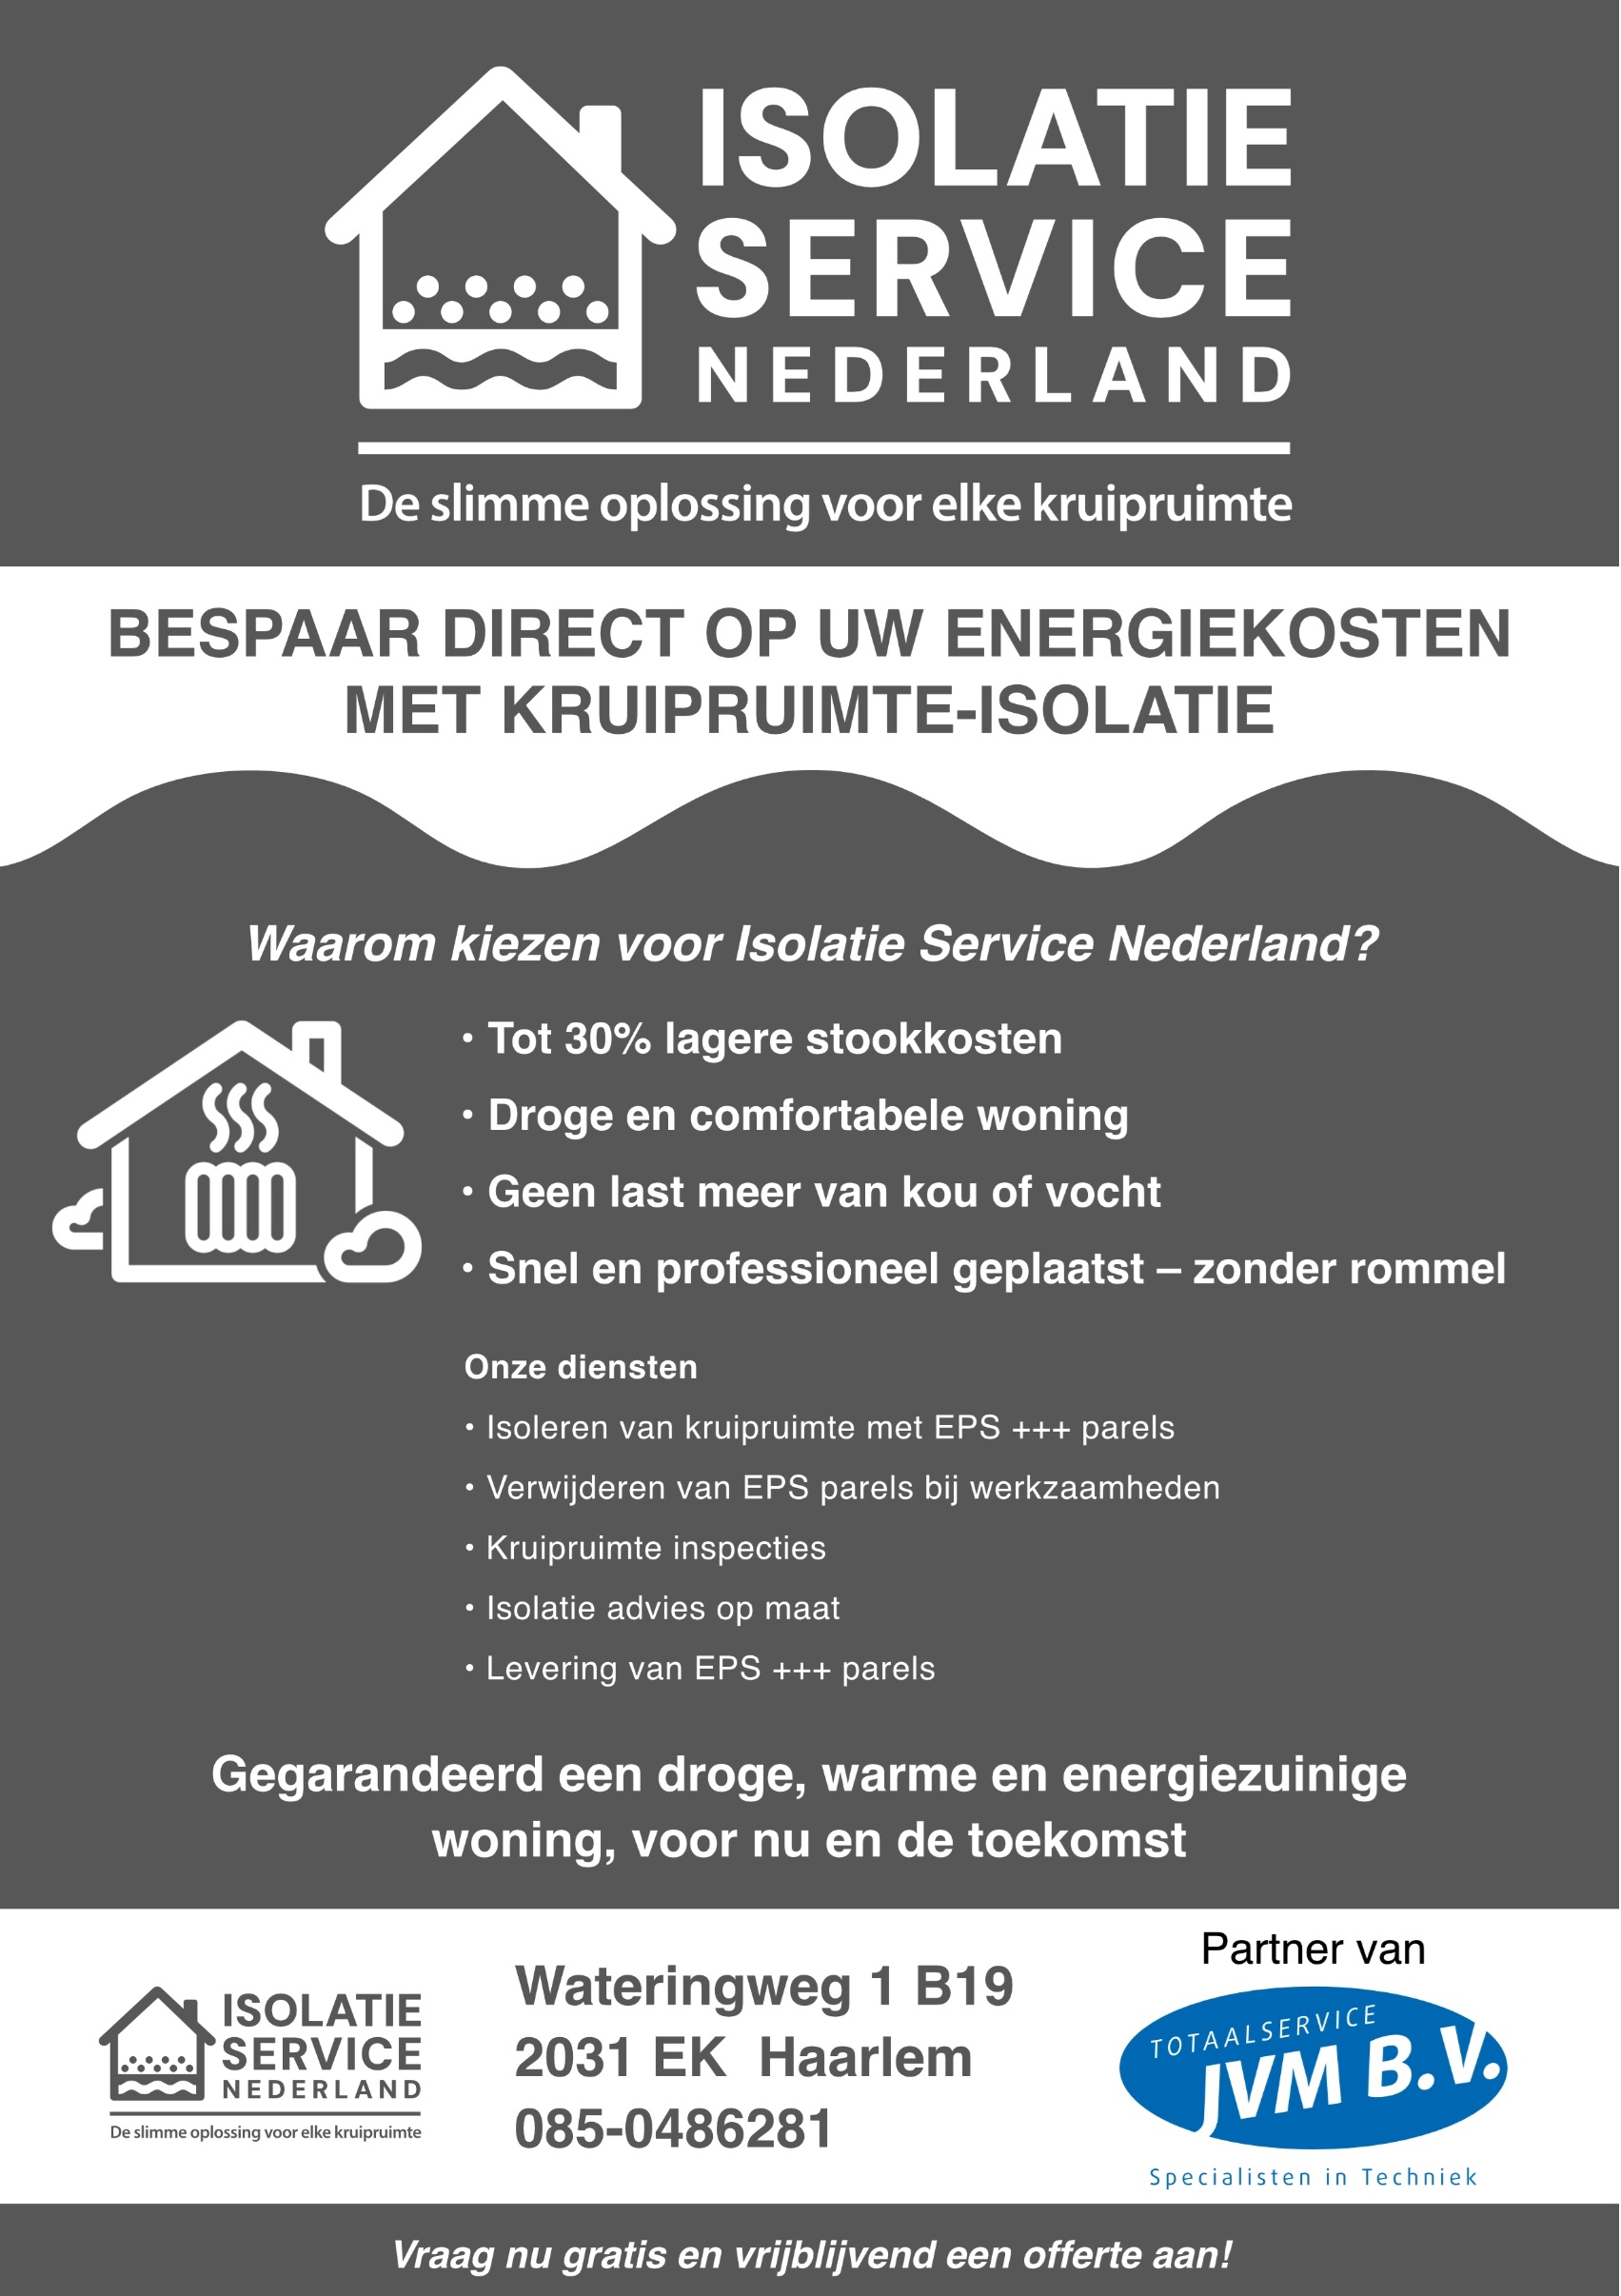 ISOLATIE
SERVICE
NEDERLAND
De slimme oplossing voor elke kruipruimte
BESPAAR DIRECT OP UW ENERGIEKOSTEN
MET KRUIPRUIMTE-ISOLATIE
Waarom kiezen voor Isolatie Service Nederland?
• Tot 30% lagere stookkosten
• Droge en comfortabele woning
• Geen last meer van kou of vocht
• Snel en professioneel geplaatst – zonder rommel
Onze diensten
• Isoleren van kruipruimte met EPS +++ parels
• Verwijderen van EPS parels bij werkzaamheden
• Kruipruimte inspecties
• Isolatie advies op maat
• Levering van EPS +++ parels
Gegarandeerd een droge, warme en energiezuinige
woning, voor nu en de toekomst
ISOLATIE
SERVICE
NEDERLAND
De slimme oplossing voor elke kruipruimte
Wateringweg 1 B19
2031 EK Haarlem
085-0486281
Partner van
TOTAALSERVICE
JVM B.V.
Specialisten in Techniek
Vraag nu gratis en vrijblijvend een offerte aan!